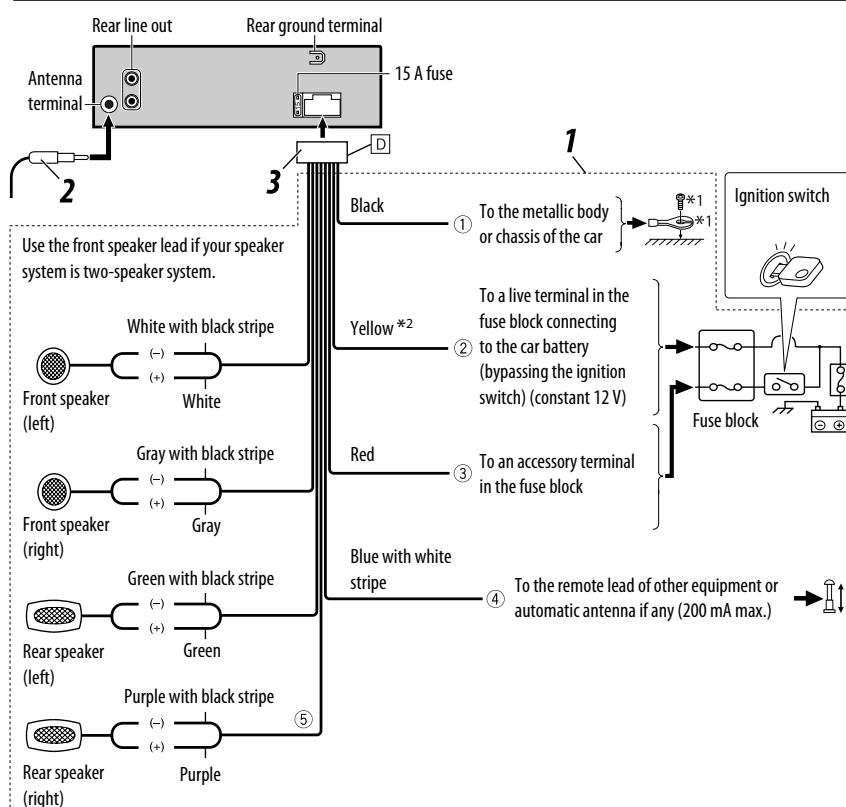 Rear line out
Rear ground terminal
Antenna
terminal
15 A fuse
15
2
3
D
1
Ignition switch
Black
① To the metallic body
or chassis of the car
*1
*1
Use the front speaker lead if your speaker
system is two-speaker system.
White with black stripe
(–)
(+)
White
Front speaker
(left)
Yellow *2
② To a live terminal in the
fuse block connecting
to the car battery
(bypassing the ignition
switch) (constant 12 V)
Fuse block
Gray with black stripe
(–)
(+)
Gray
Front speaker
(right)
Red
③ To an accessory terminal
in the fuse block
Blue with white
stripe
④ To the remote lead of other equipment or
automatic antenna if any (200 mA max.)
Green with black stripe
(–)
(+)
Green
Rear speaker
(left)
Purple with black stripe
⑤
(–)
(+)
Purple
Rear speaker
(right)